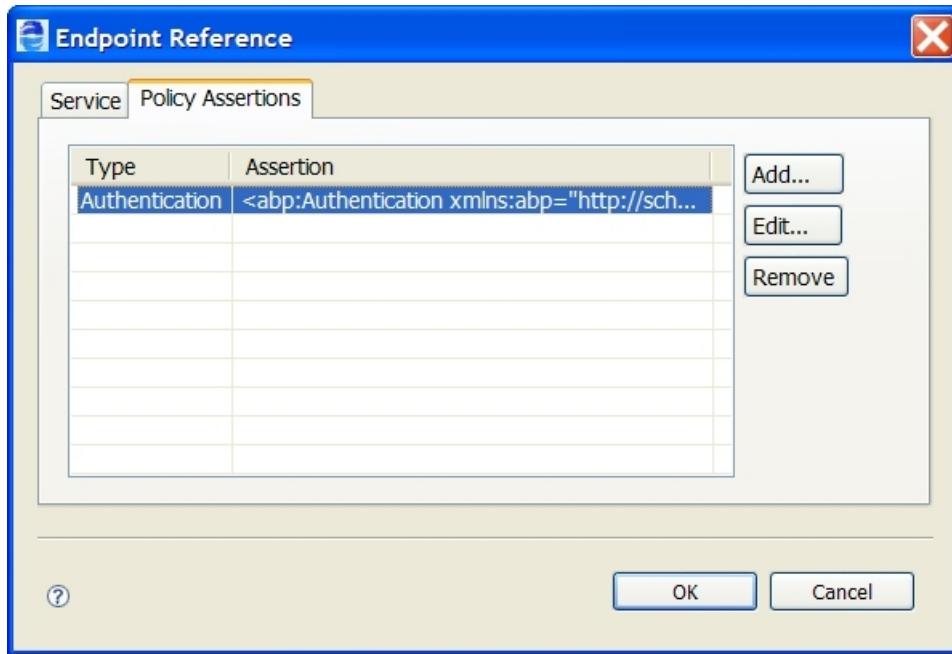 Endpoint Reference
Service Policy Assertions
Type Assertion
Authentication <abp:Authentication xmlns:abp="http://sch...
Add...
Edit...
Remove
?
OK Cancel